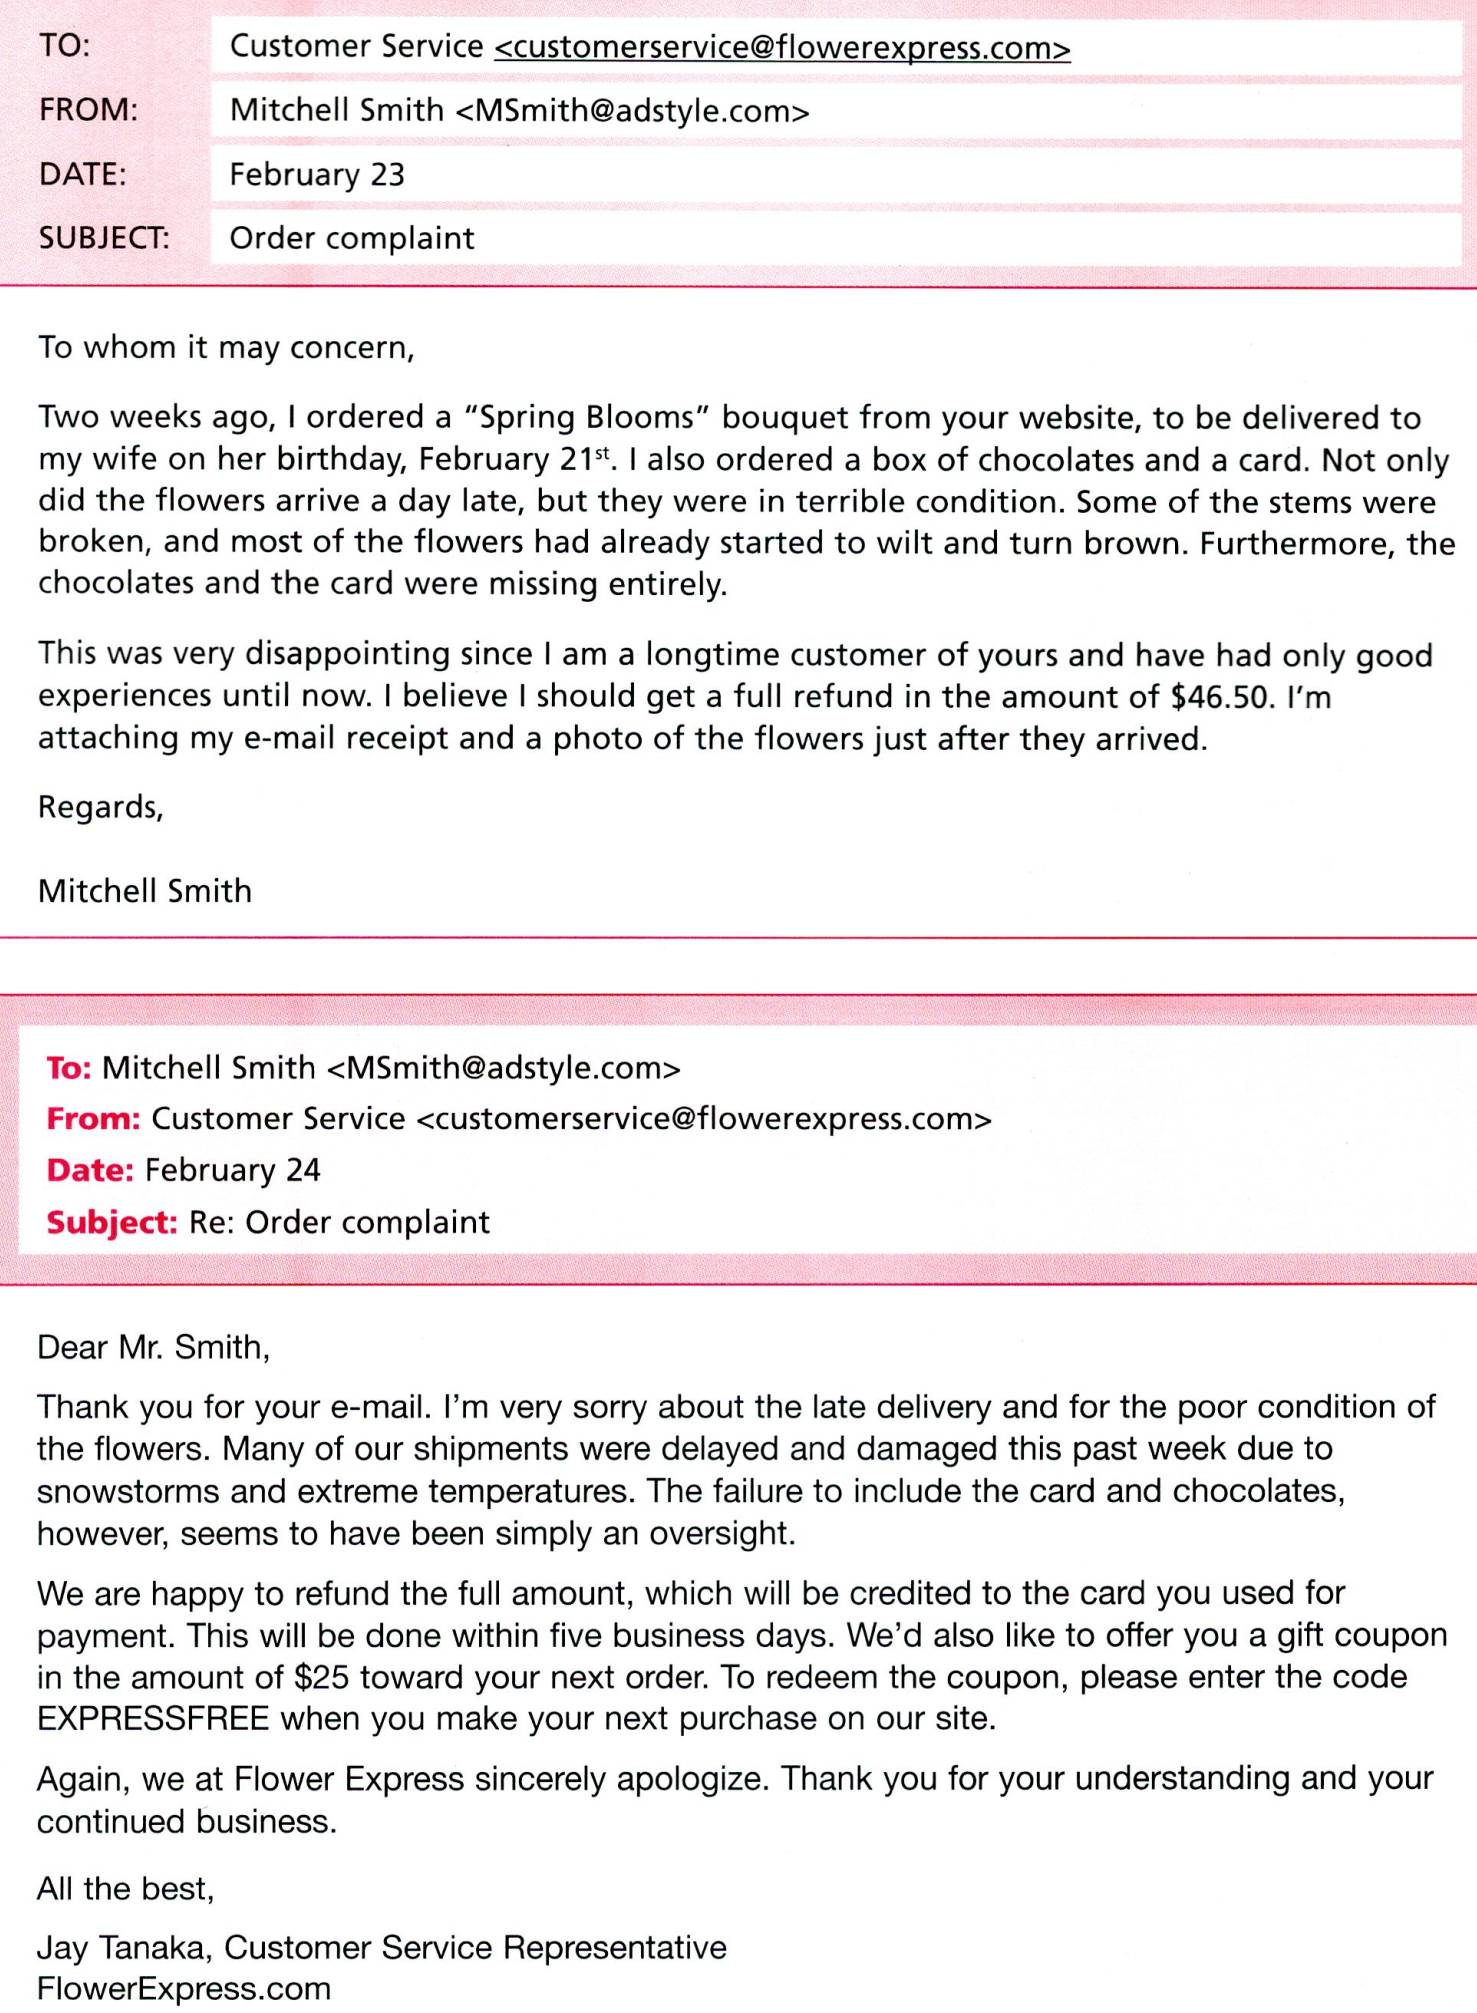 TO: Customer Service <customerservice@flowerexpress.com>
FROM: Mitchell Smith <MSmith@adstyle.com>
DATE: February 23
SUBJECT: Order complaint
To whom it may concern,
Two weeks ago, I ordered a “Spring Blooms” bouquet from your website, to be delivered to
my wife on her birthday, February 21st. I also ordered a box of chocolates and a card. Not only
did the flowers arrive a day late, but they were in terrible condition. Some of the stems were
broken, and most of the flowers had already started to wilt and turn brown. Furthermore, the
chocolates and the card were missing entirely.
This was very disappointing since I am a longtime customer of yours and have had only good
experiences until now. I believe I should get a full refund in the amount of $46.50. I’m
attaching my e-mail receipt and a photo of the flowers just after they arrived.
Regards,
Mitchell Smith
To: Mitchell Smith <MSmith@adstyle.com>
From: Customer Service <customerservice@flowerexpress.com>
Date: February 24
Subject: Re: Order complaint
Dear Mr. Smith,
Thank you for your e-mail. I’m very sorry about the late delivery and for the poor condition of
the flowers. Many of our shipments were delayed and damaged this past week due to
snowstorms and extreme temperatures. The failure to include the card and chocolates,
however, seems to have been simply an oversight.
We are happy to refund the full amount, which will be credited to the card you used for
payment. This will be done within five business days. We’d also like to offer you a gift coupon
in the amount of $25 toward your next order. To redeem the coupon, please enter the code
EXPRESSFREE when you make your next purchase on our site.
Again, we at Flower Express sincerely apologize. Thank you for your understanding and your
continued business.
All the best,
Jay Tanaka, Customer Service Representative
FlowerExpress.com